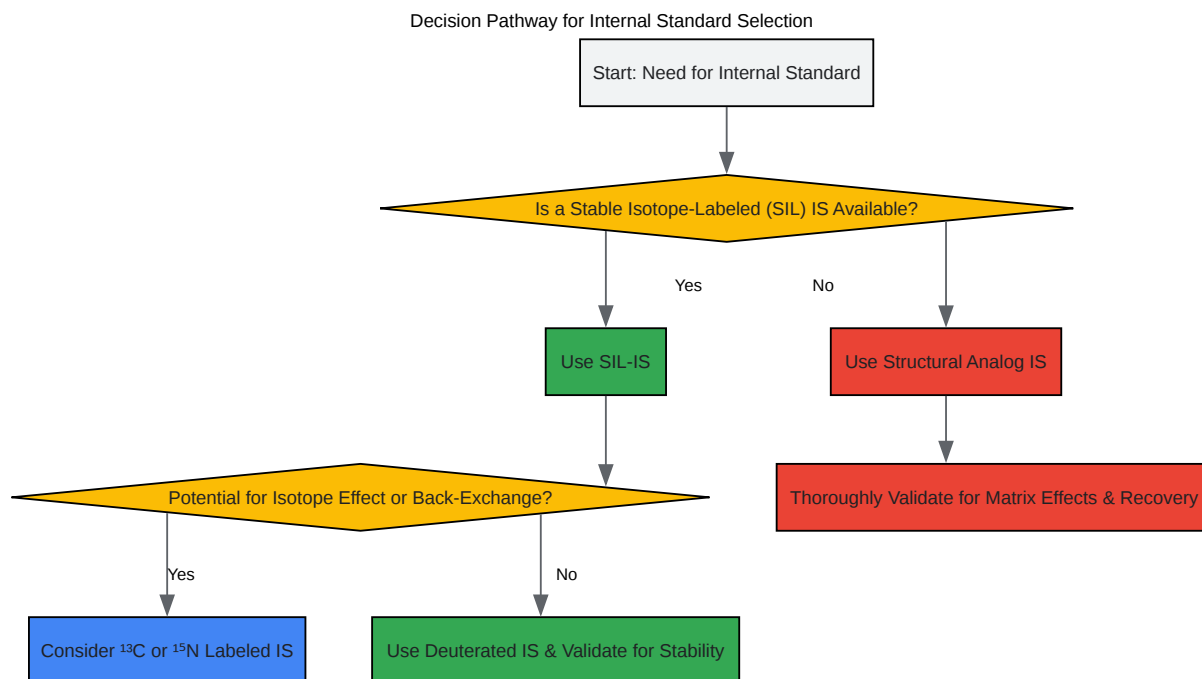 Decision Pathway for Internal Standard Selection
Start: Need for Internal Standard
Is a Stable Isotope-Labeled (SIL) IS Available?
Yes
No
Use SIL-IS
Use Structural Analog IS
Potential for Isotope Effect or Back-Exchange?
Thoroughly Validate for Matrix Effects & Recovery
Yes
No
Consider ¹³C or ¹⁵N Labeled IS
Use Deuterated IS & Validate for Stability